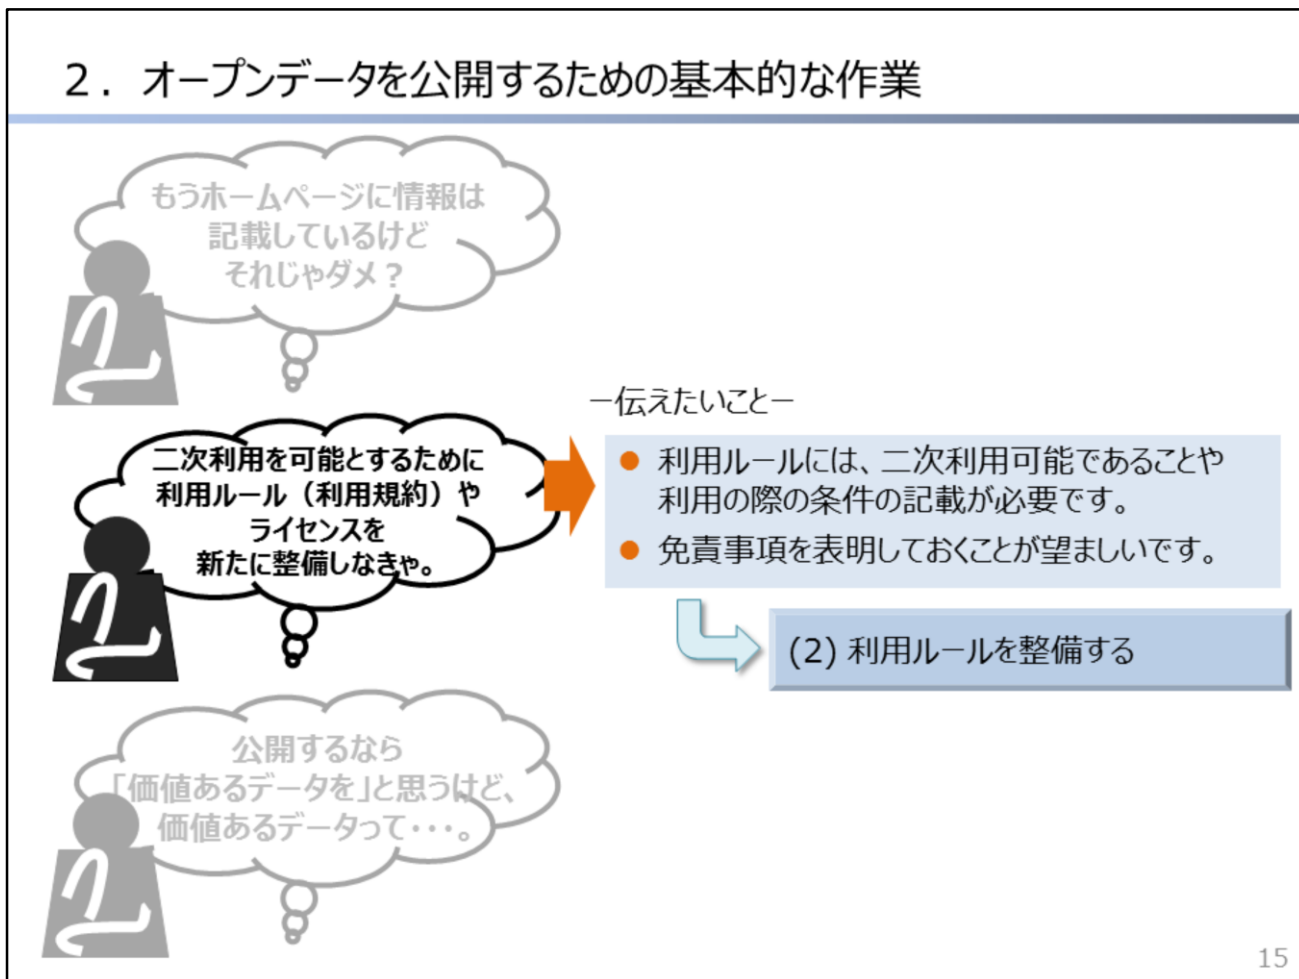 ２．オープンデータを公開するための基本的な作業
もうホームページに情報は
記載しているけど
それじゃダメ？
二次利用を可能とするために
利用ルール（利用規約）や
ライセンスを
新たに整備しなきゃ。
－伝えたいこと－
● 利用ルールには、二次利用可能であることや
利用の際の条件の記載が必要です。
● 免責事項を表明しておくことが望ましいです。
(2) 利用ルールを整備する
公開するなら
「価値あるデータを」と思うけど、
価値あるデータって・・・。
15